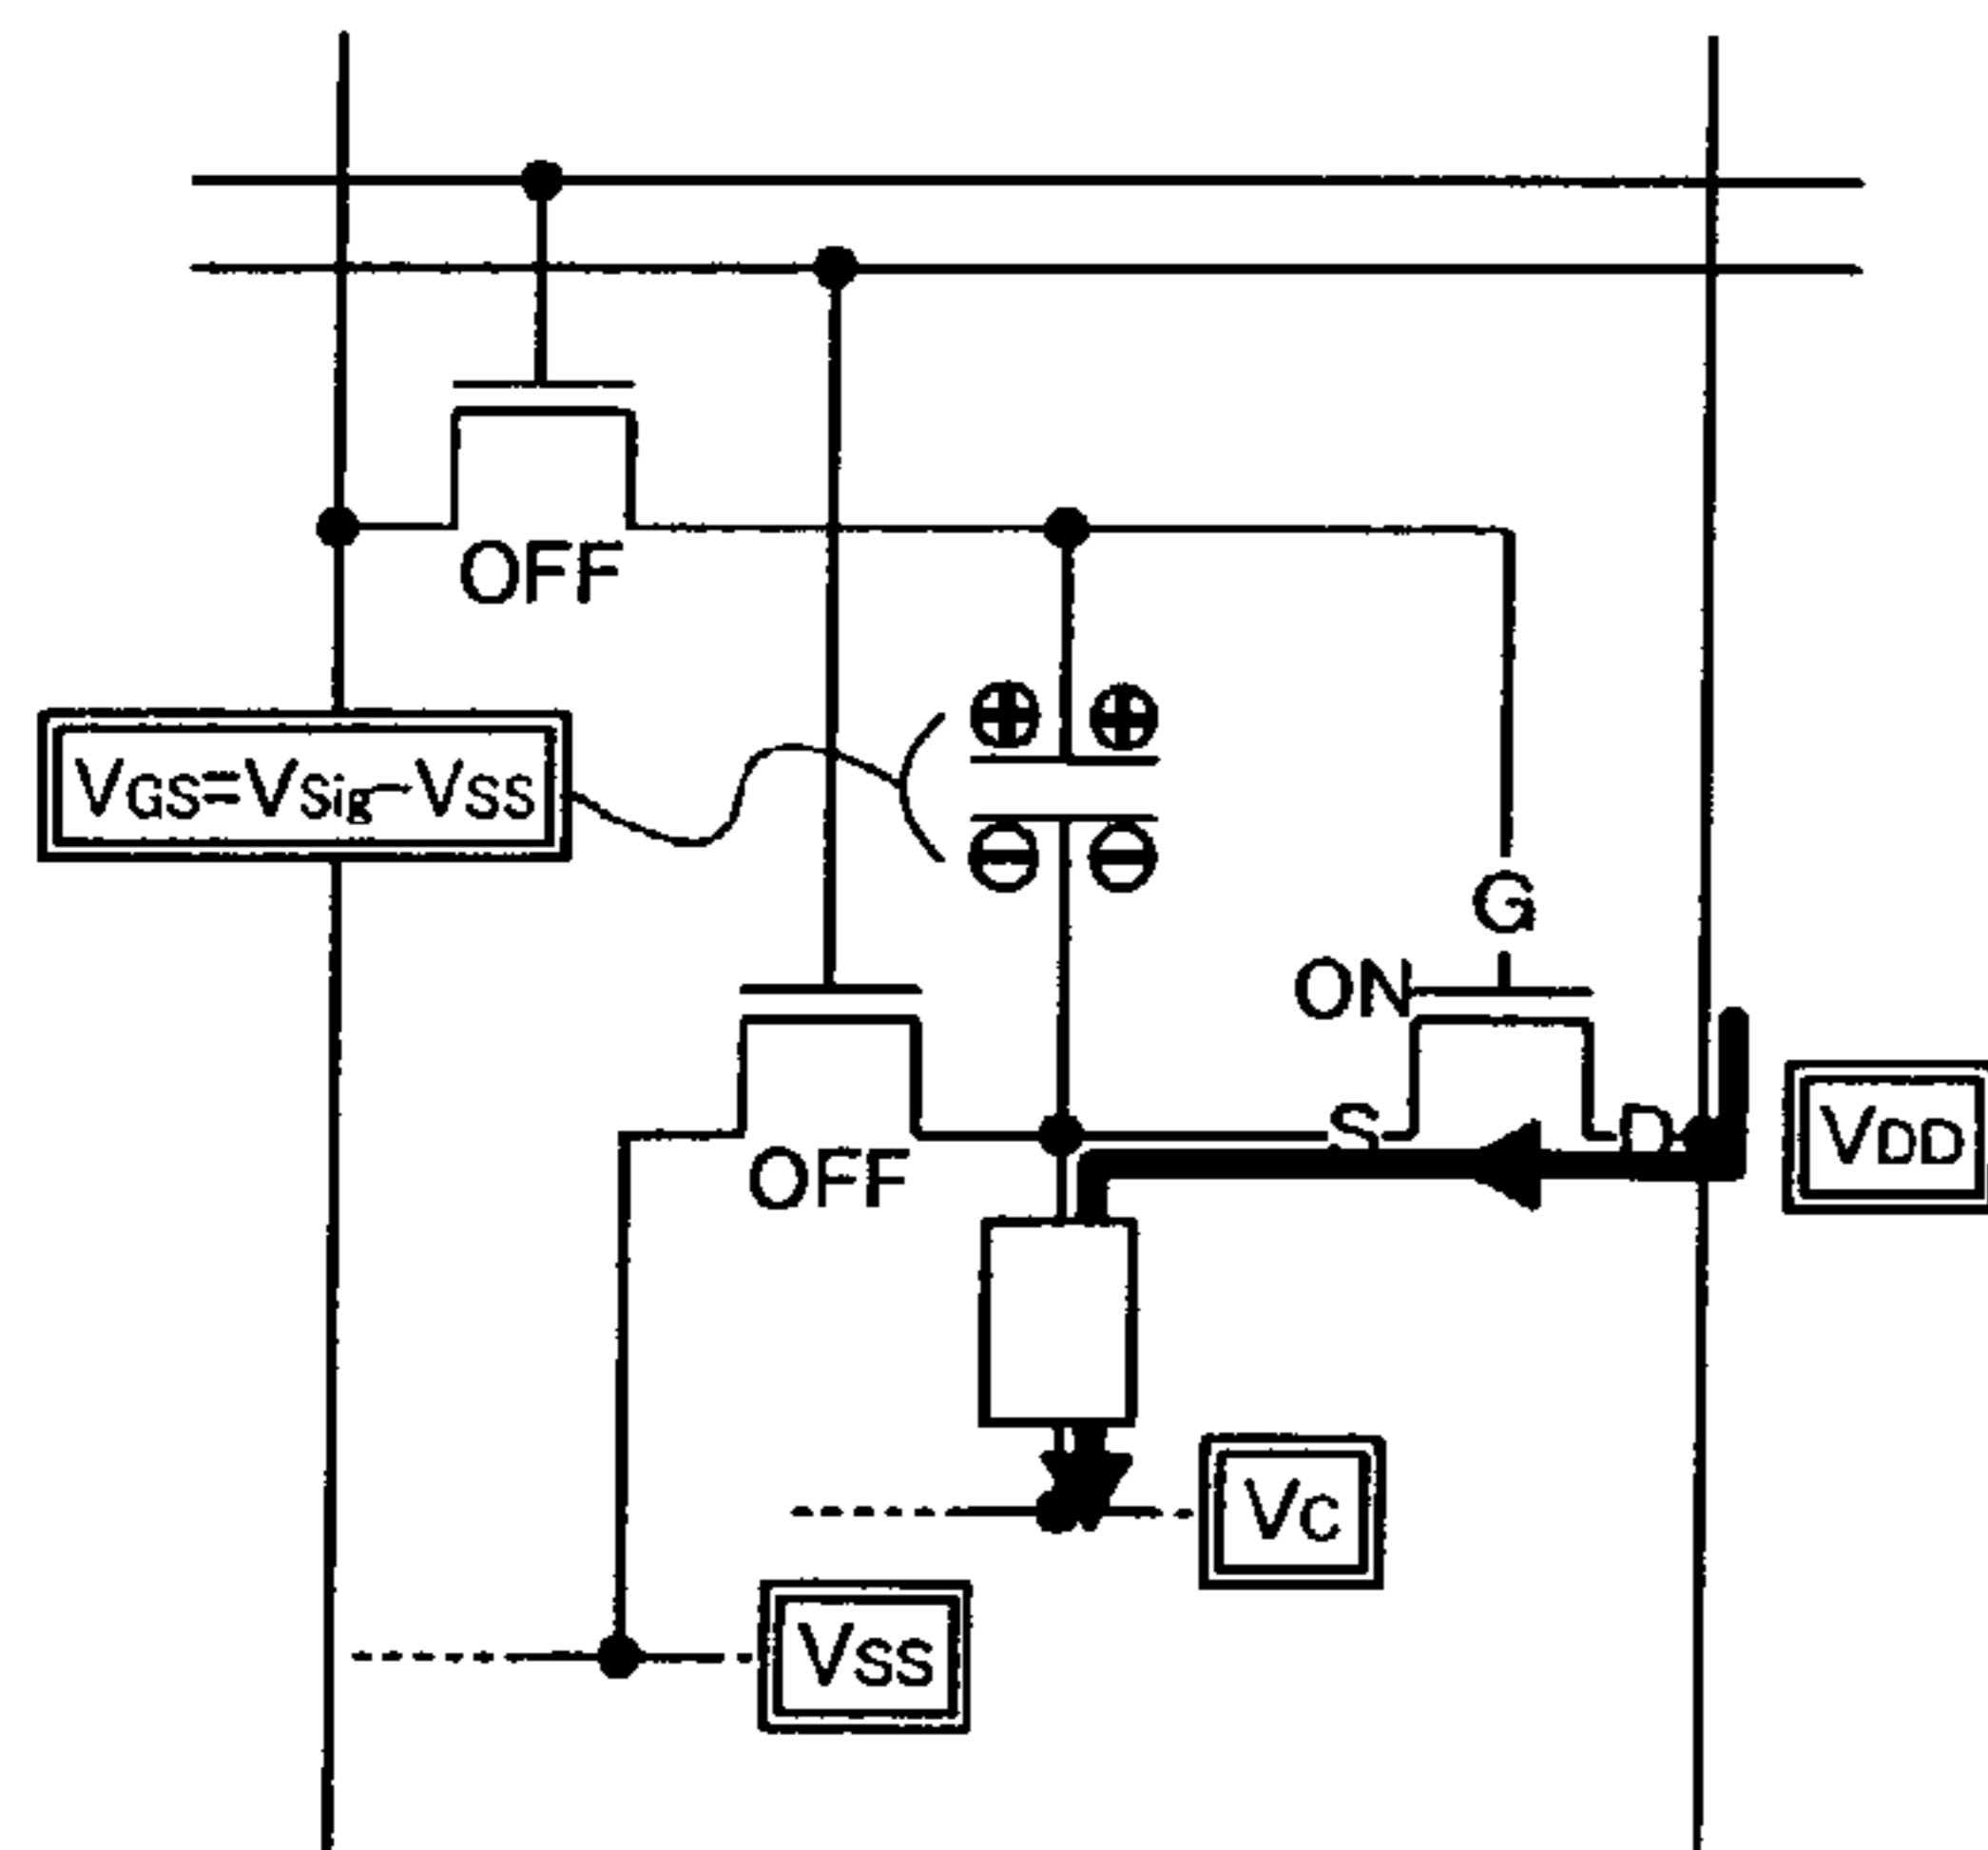 OFF
VGS=VSig-VSS
G
ON
S
D
VDD
OFF
VC
VSS